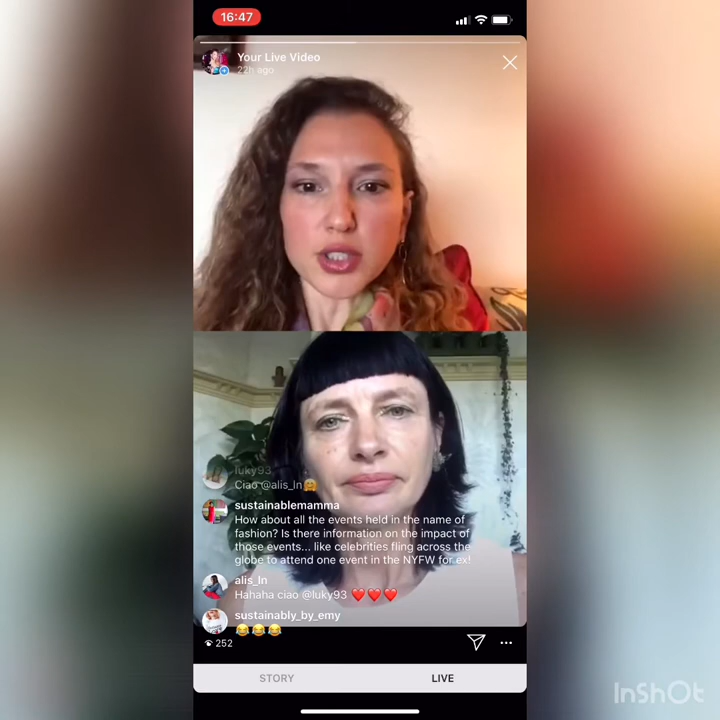 16:47
Your Live Video
22h ago
luky93
Ciao @alis_ln🤗
sustainablemamma
How about all the events held in the name of
fashion? Is there information on the impact of
those events... like celebrities fling across the
globe to attend one event in the NYFW for ex!
alis_ln
Hahaha ciao @luky93 ❤️❤️❤️
sustainably_by_emy
😂😂😂
252
STORY
LIVE
InShOt